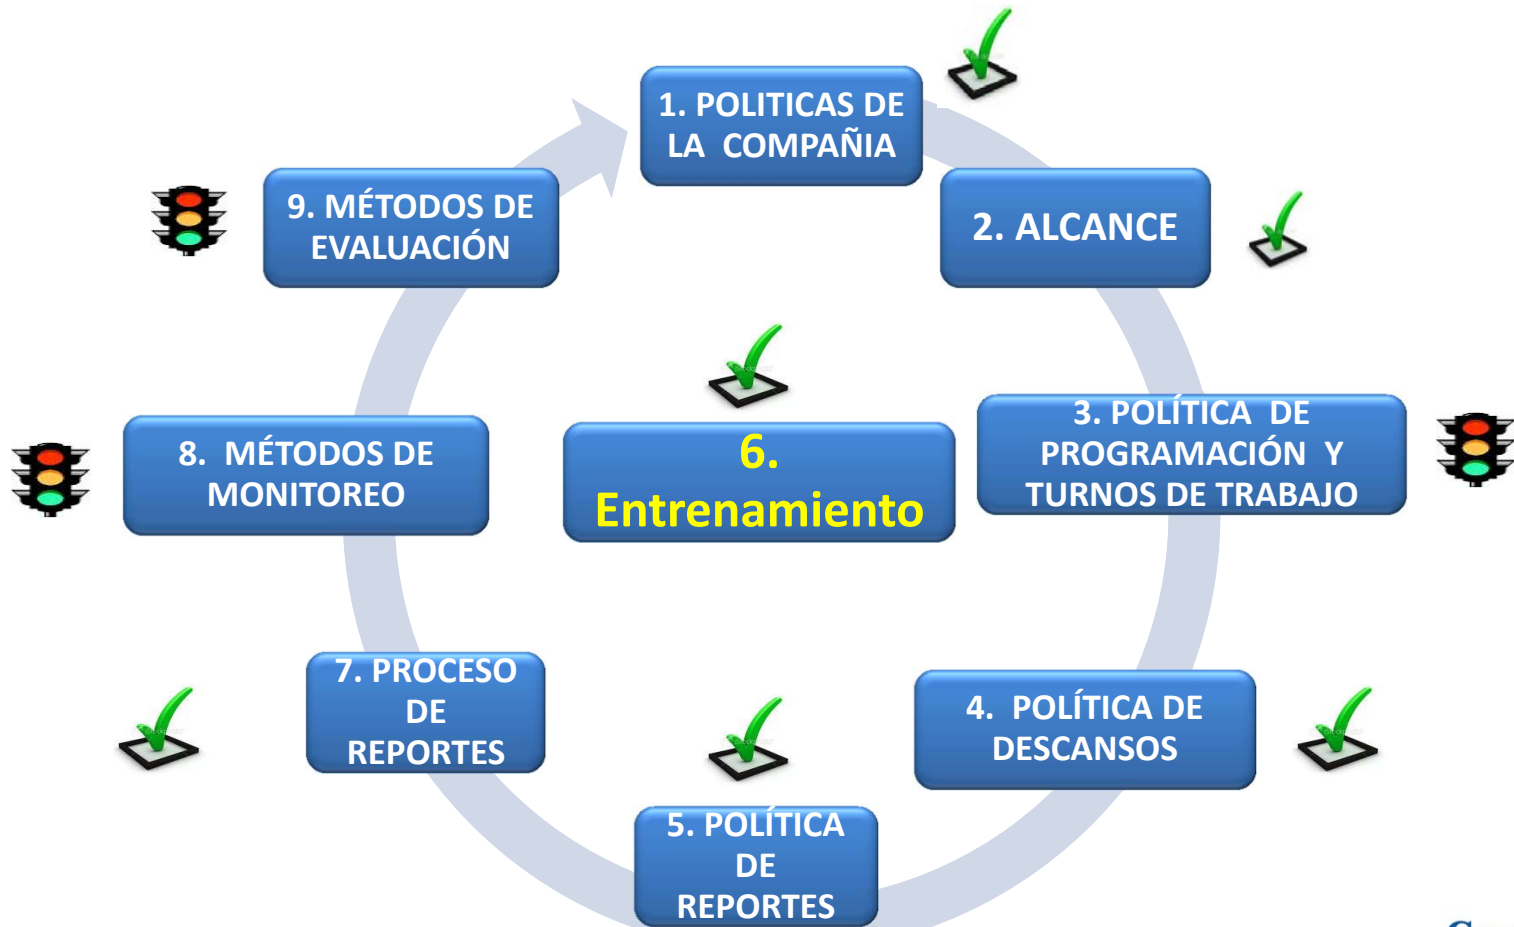 1. POLITICAS DE
LA COMPAÑIA
2. ALCANCE
3. POLÍTICA DE
PROGRAMACIÓN Y
TURNOS DE TRABAJO
4. POLÍTICA DE
DESCANSOS
5. POLÍTICA
DE
REPORTES
6.
Entrenamiento
7. PROCESO
DE
REPORTES
8. MÉTODOS DE
MONITOREO
9. MÉTODOS DE
EVALUACIÓN